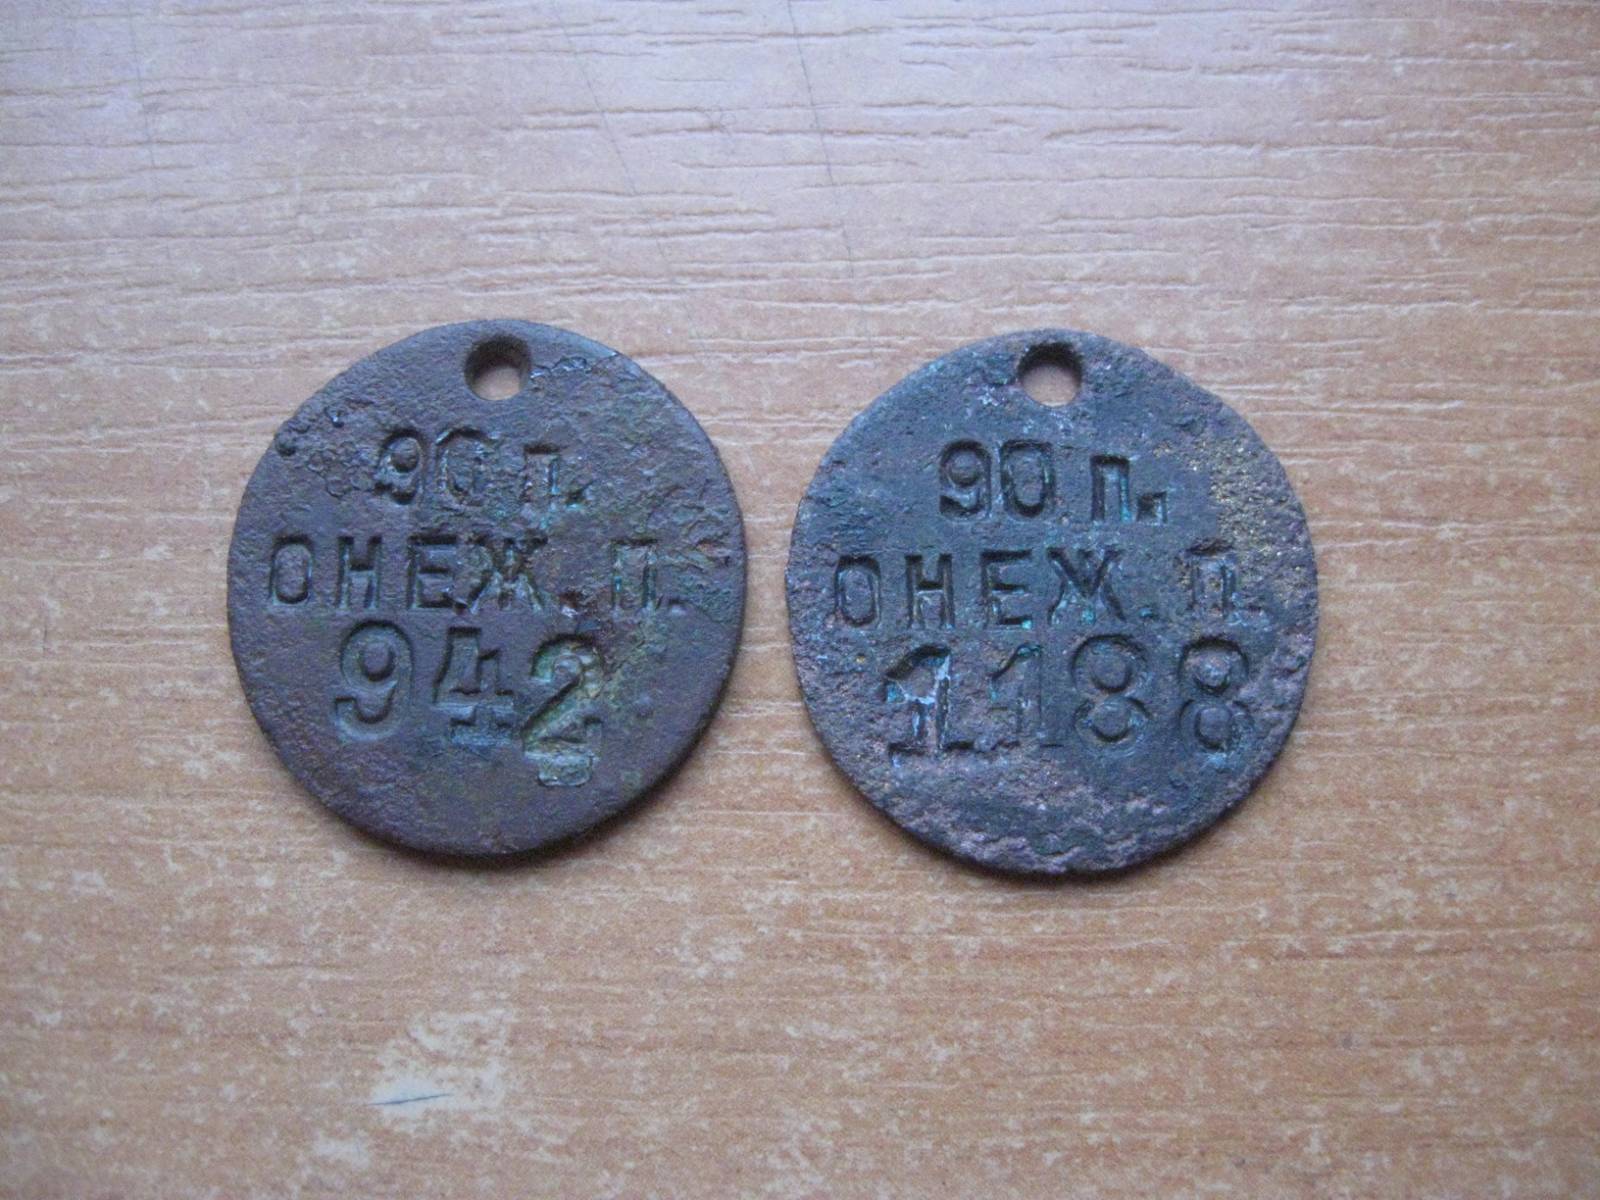 90 п.
ОНЕЖ. П.
942
90 п.
ОНЕЖ. П.
1188